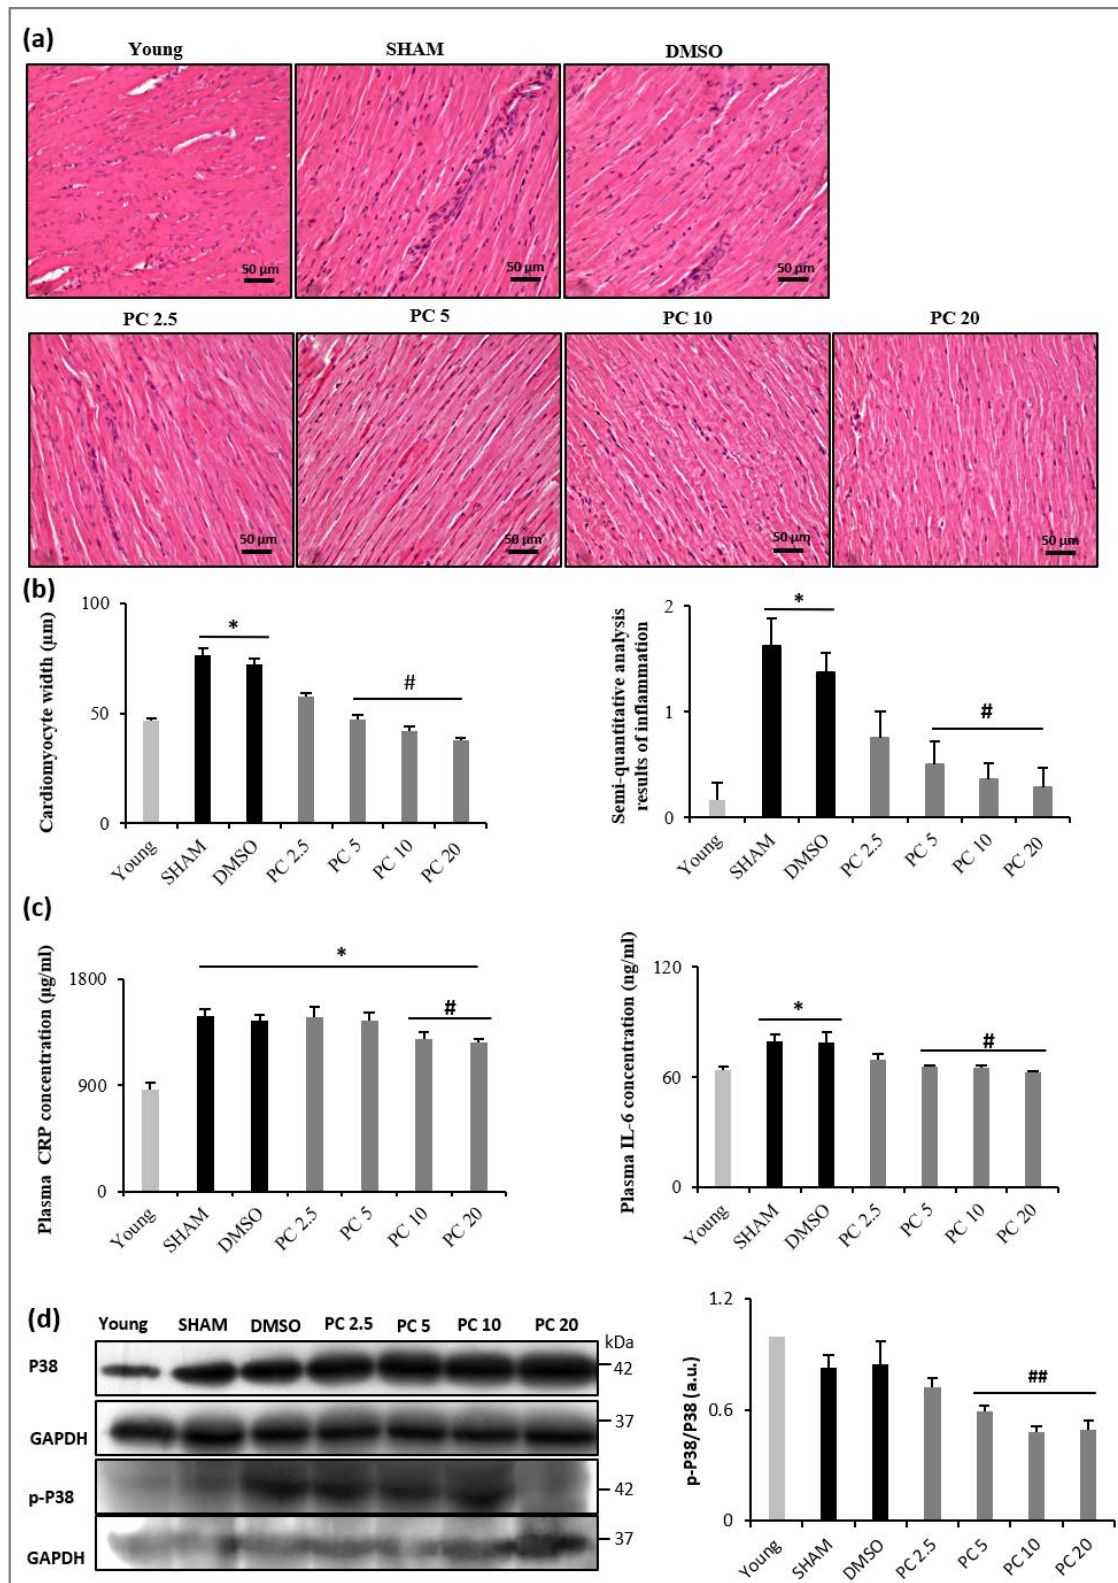 (a)
Young
SHAM
DMSO
50 µm
50 µm
50 µm
PC 2.5
PC 5
PC 10
PC 20
50 µm
50 µm
50 µm
50 µm
(b)
Cardiomyocyte width (µm)
100
50
0
*
#
Young
SHAM
DMSO
PC 2.5
PC 5
PC 10
PC 20
Semi-quantitative analysis
results of inflammation
2
1
0
*
#
Young
SHAM
DMSO
PC 2.5
PC 5
PC 10
PC 20
(c)
Plasma CRP concentration (µg/ml)
1800
900
0
*
#
Young
SHAM
DMSO
PC 2.5
PC 5
PC 10
PC 20
Plasma IL-6 concentration (ng/ml)
120
60
0
*
#
Young
SHAM
DMSO
PC 2.5
PC 5
PC 10
PC 20
(d)
Young SHAM DMSO PC 2.5 PC 5 PC 10 PC 20
kDa
P38
42
GAPDH
37
p-P38
42
GAPDH
37
p-P38/P38 (a.u.)
1.2
0.6
0
##
Young
SHAM
DMSO
PC 2.5
PC 5
PC 10
PC 20